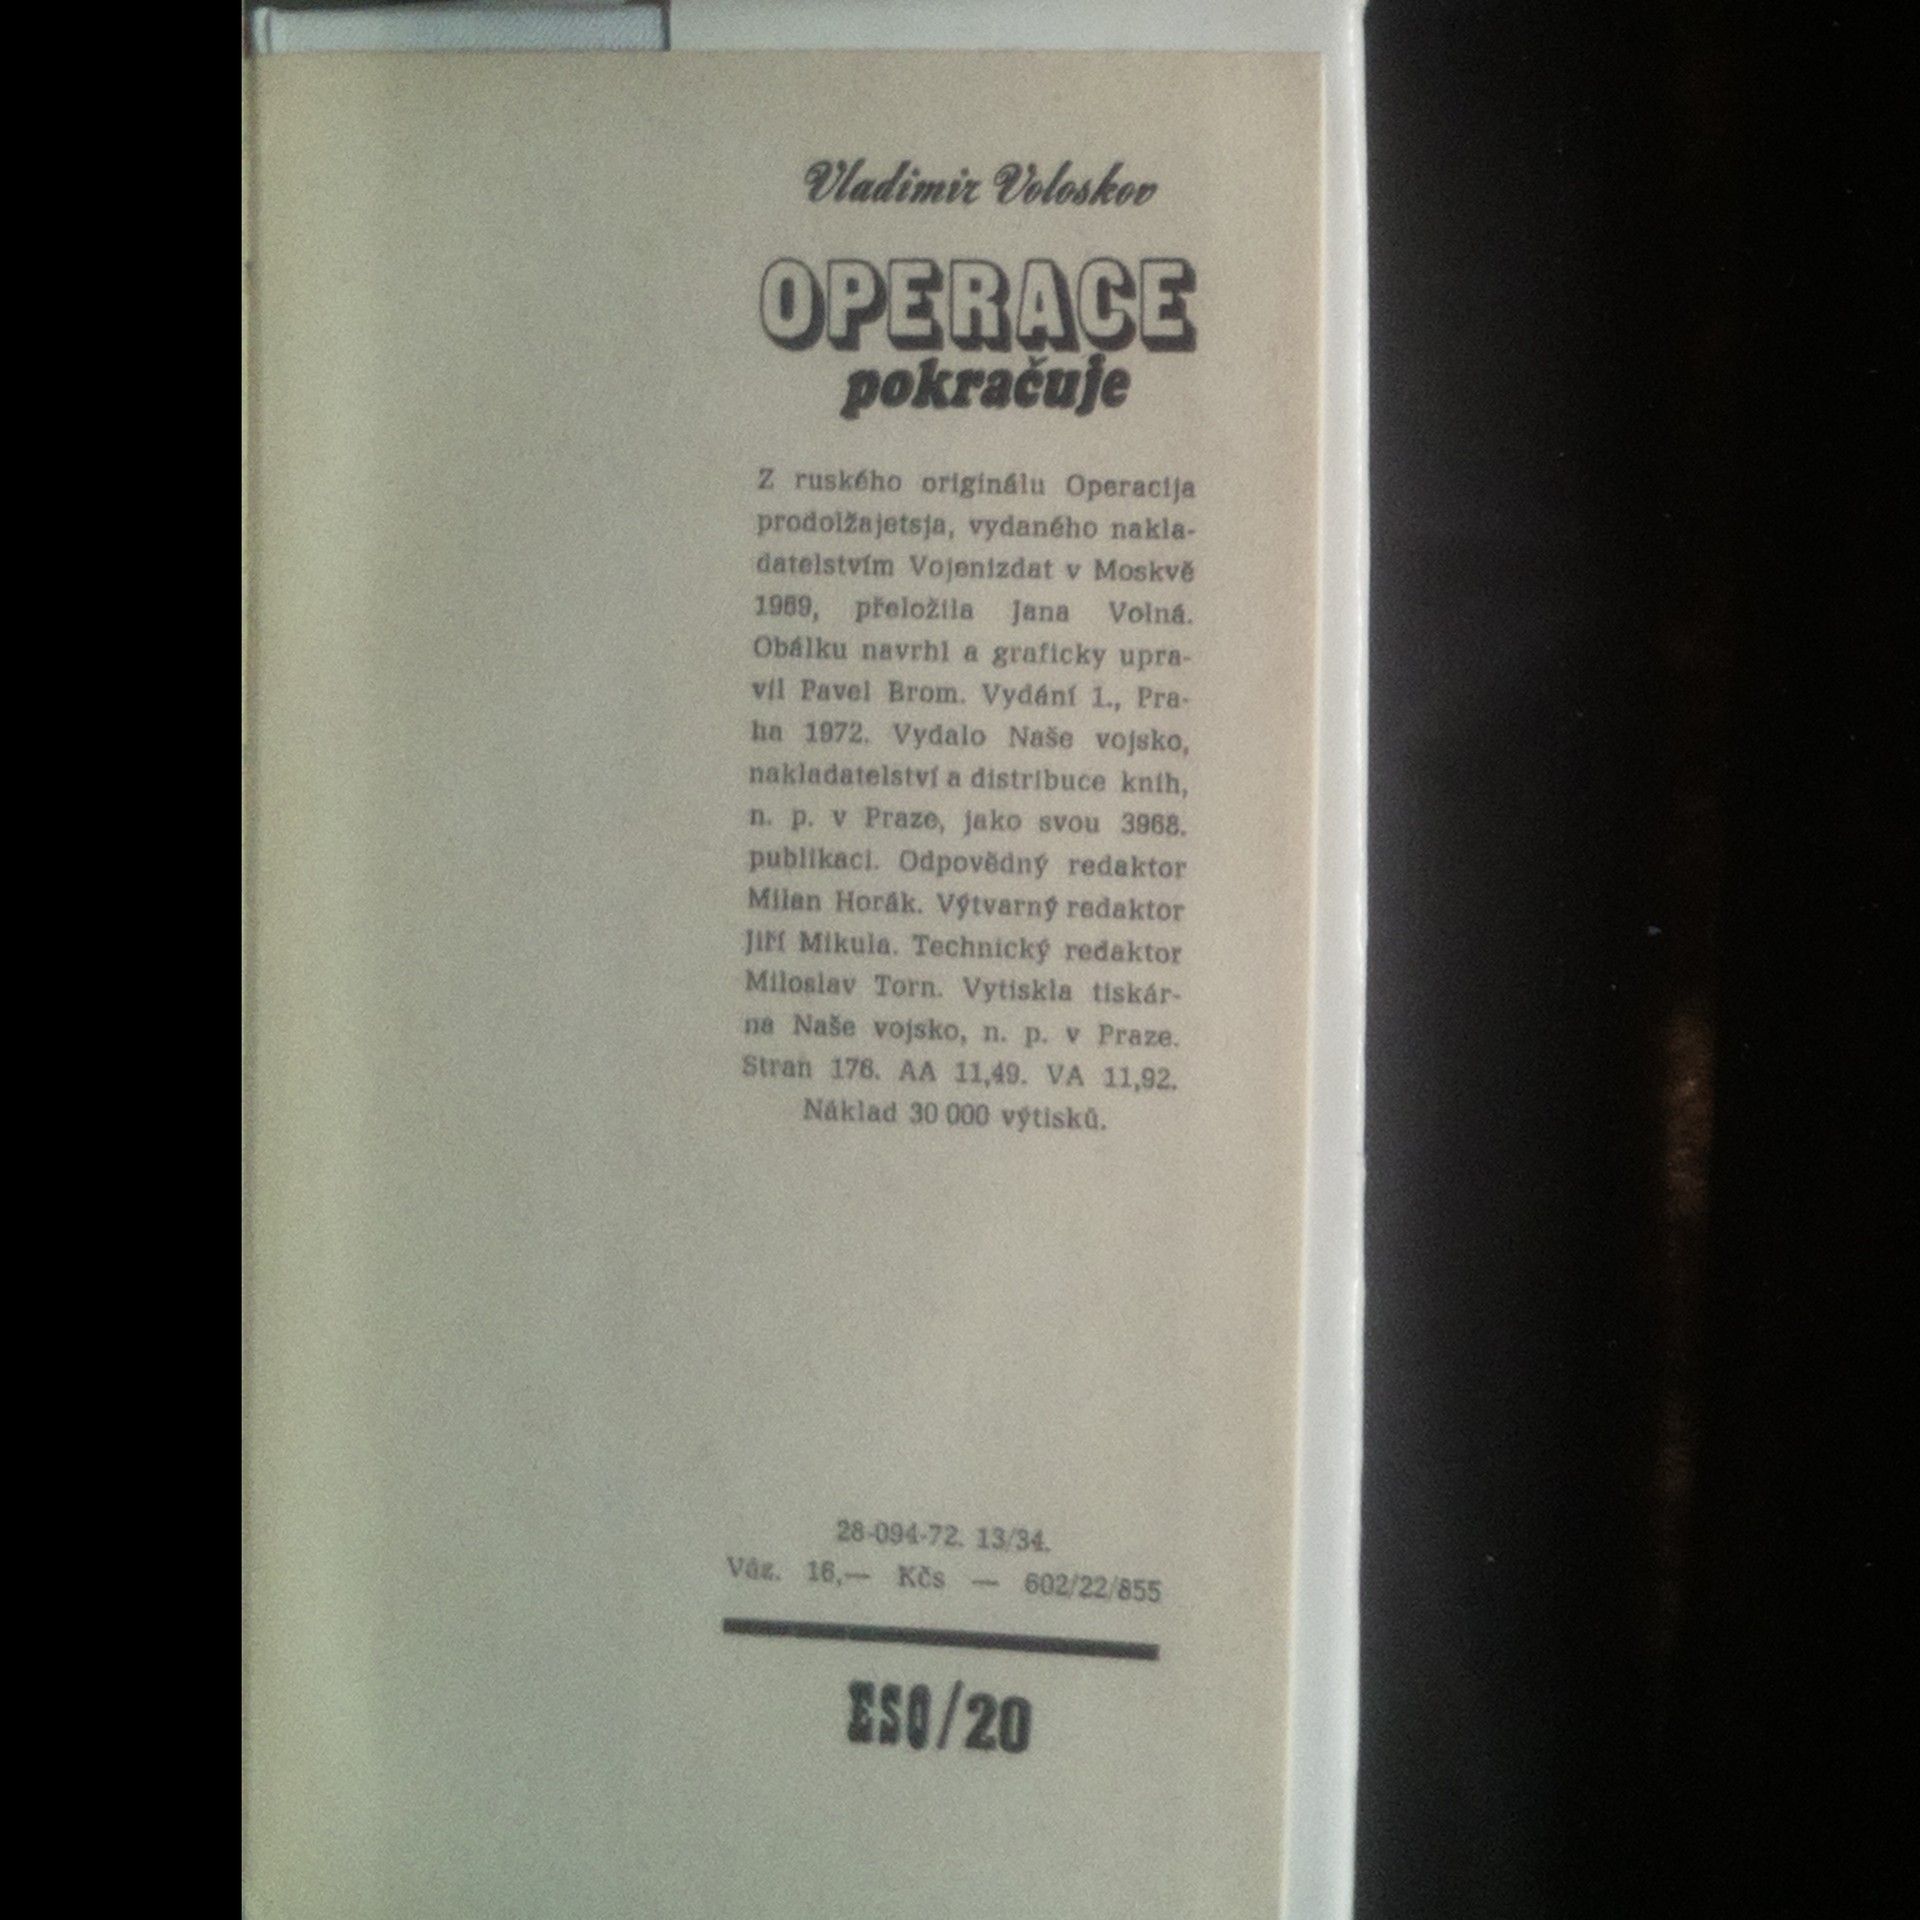 Vladimir Voloskov
OPERACE
pokračuje
Z ruského originálu Operacija
prodolžajetsja, vydaného nakla-
datelstvím Vojenizdat v Moskvě
1969, přeložila Jana Volná.
Obálku navrhl a graficky upra-
vil Pavel Brom. Vydání 1., Pra-
ha 1972. Vydalo Naše vojsko,
nakladatelství a distribuce knih,
n. p. v Praze, jako svou 3968.
publikaci. Odpovědný redaktor
Milan Horák. Výtvarný redaktor
Jiří Mikula. Technický redaktor
Miloslav Torn. Vytiskla tiskár-
na Naše vojsko, n. p. v Praze.
Stran 176. AA 11,49. VA 11,92.
Náklad 30 000 výtisků.
28-094-72. 13/34.
Váz. 16,— Kčs — 602/22/855
ESO/20